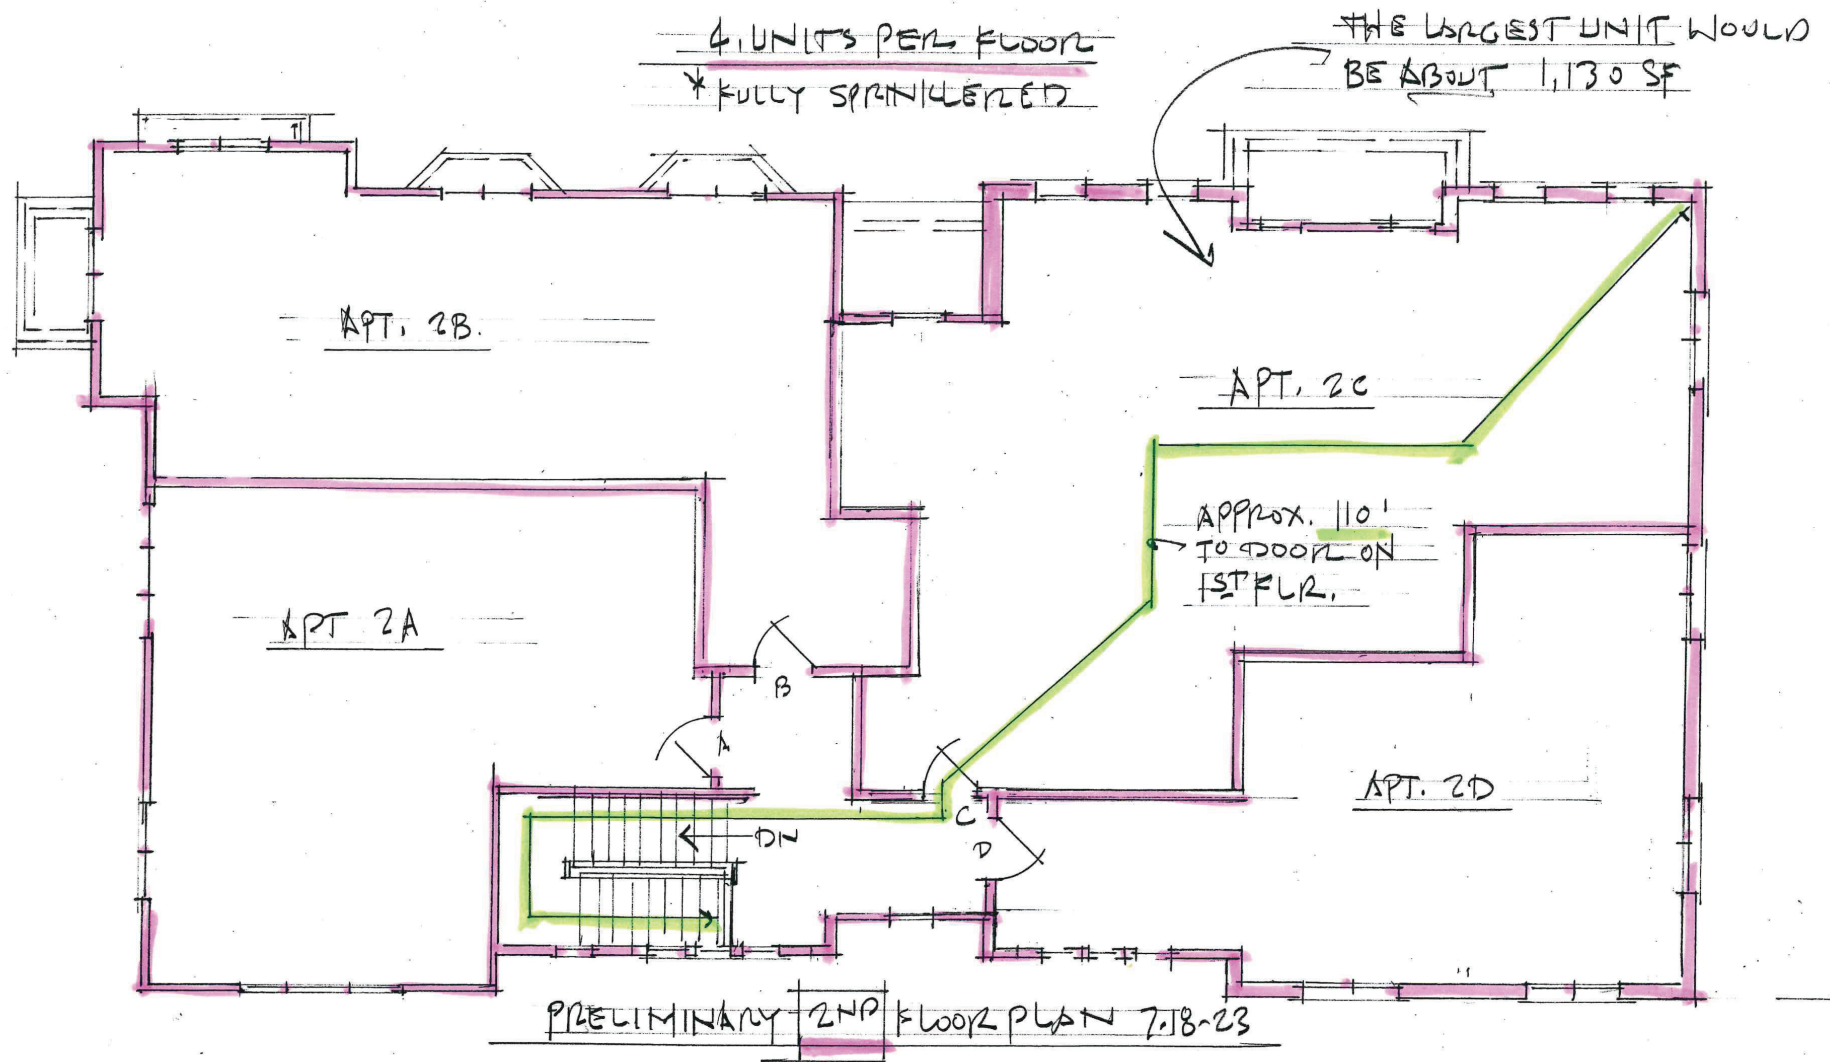 4 UNITS PER FLOOR
* FULLY SPRINKLERED
THE LARGEST UNIT WOULD
BE ABOUT 1,130 SF
APT. 2B.
APT. 2C
APPROX. 110'
TO DOOR ON
1ST FLR.
APT 2A
B
A
C
D
DN
APT. 2D
PRELIMINARY 2ND FLOOR PLAN 7-18-23